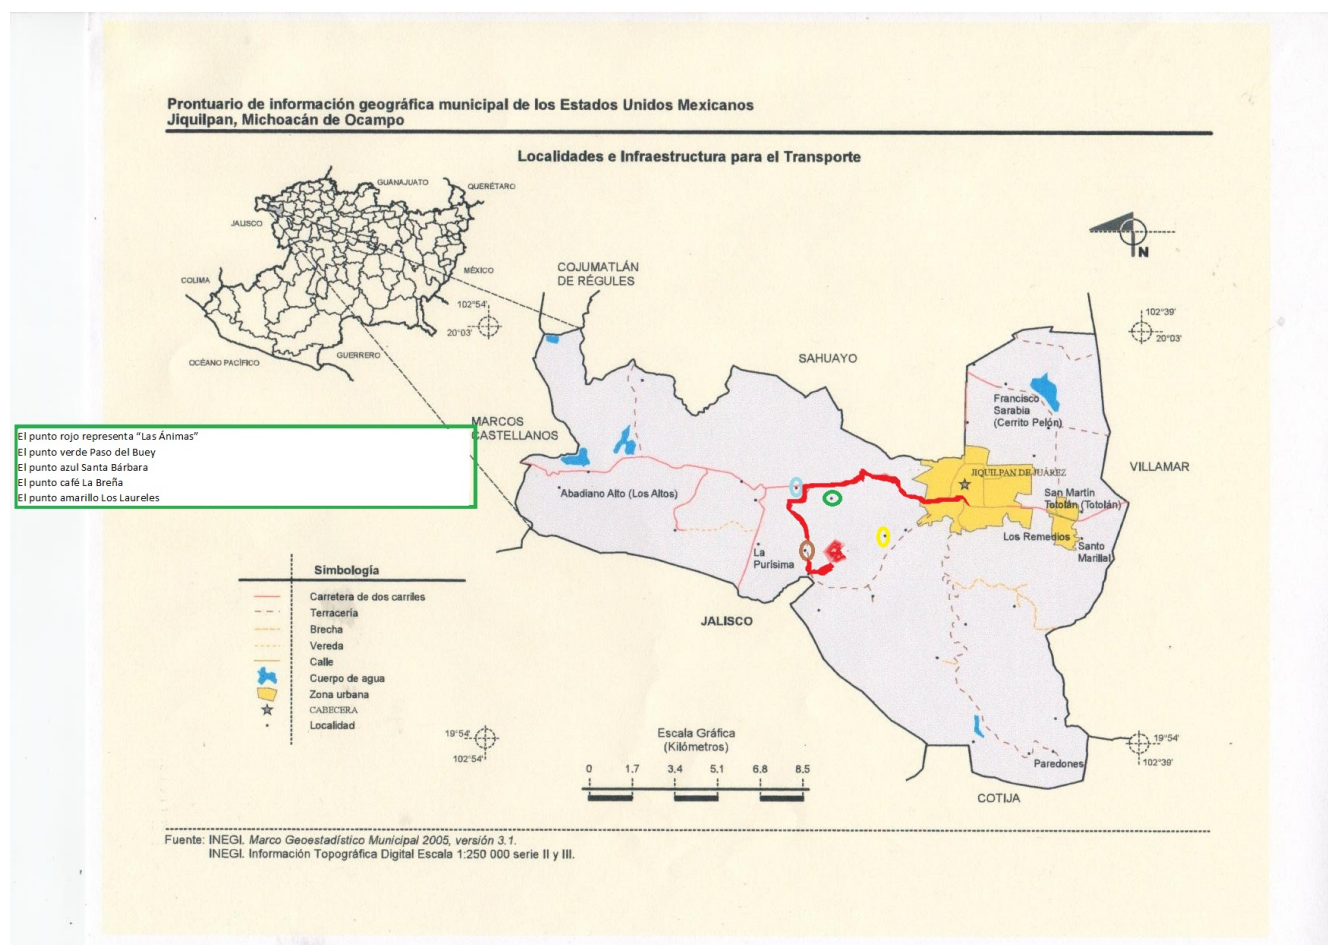 Prontuario de información geográfica municipal de los Estados Unidos Mexicanos
Jiquilpan, Michoacán de Ocampo
Localidades e Infraestructura para el Transporte
GUANAJUATO
QUERÉTARO
JALISCO
COLIMA
MÉXICO
GUERRERO
OCÉANO PACÍFICO
102°54'
20°03'
COJUMATLÁN
DE RÉGULES
N
102°39'
20°03'
SAHUAYO
MARCOS
CASTELLANOS
Francisco
Sarabia
(Cerrito Pelón)
VILLAMAR
El punto rojo representa “Las Ánimas”
El punto verde Paso del Buey
El punto azul Santa Bárbara
El punto café La Breña
El punto amarillo Los Laureles
JIQUILPAN DE JUÁREZ
Abadiano Alto (Los Altos)
San Martín
Totolán (Totolán)
Los Remedios
Santo
La
Purísima
JALISCO
Simbología
Carretera de dos carriles
Terracería
Brecha
Vereda
Calle
Cuerpo de agua
Zona urbana
CABECERA
Localidad
19°54'
102°54'
Escala Gráfica
(Kilómetros)
0 1.7 3.4 5.1 6.8 8.5
19°54'
102°39'
Paredones
COTIJA
Fuente: INEGI. Marco Geoestadístico Municipal 2005, versión 3.1.
INEGI. Información Topográfica Digital Escala 1:250 000 serie II y III.